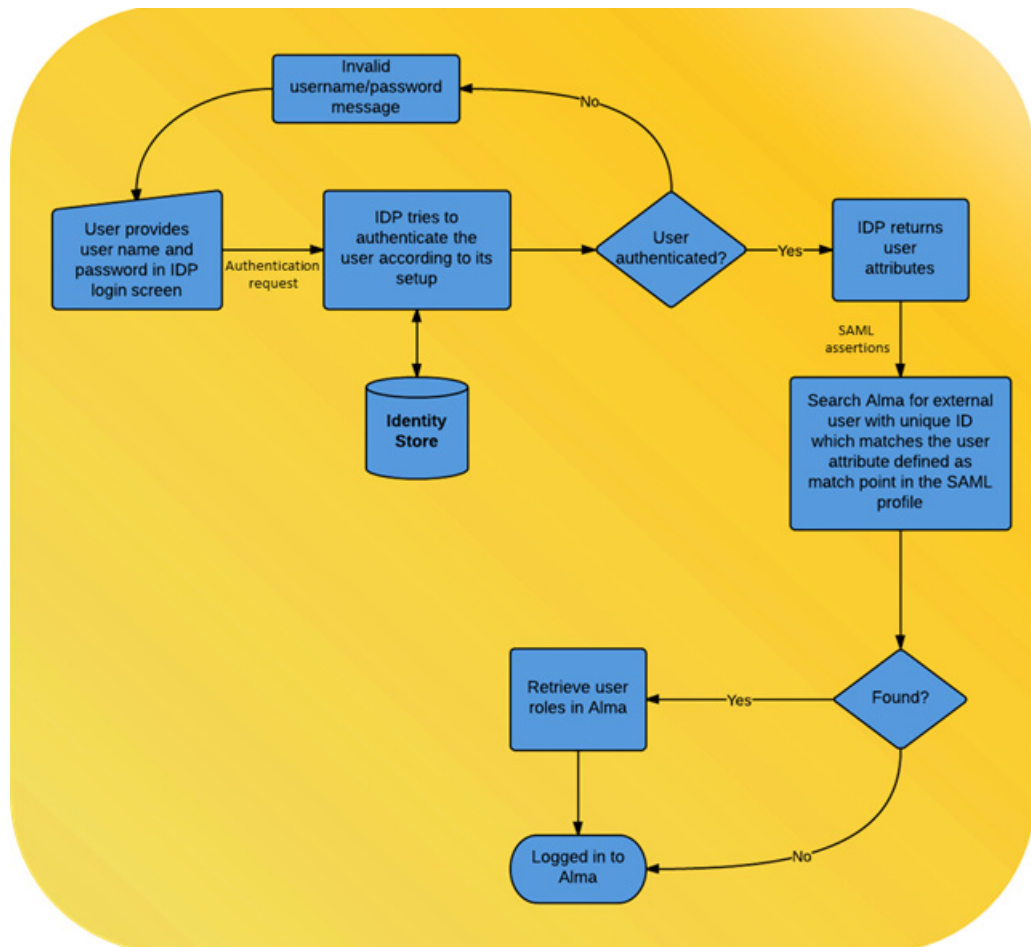 Invalid
username/password
message
No
User provides
user name and
password in IDP
login screen
Authentication
request
IDP tries to
authenticate the
user according to its
setup
User
authenticated?
Yes
IDP returns
user
attributes
Identity
Store
SAML
assertions
Search Alma for external
user with unique ID
which matches the user
attribute defined as
match point in the SAML
profile
Found?
Yes
Retrieve user
roles in Alma
No
Logged in to
Alma